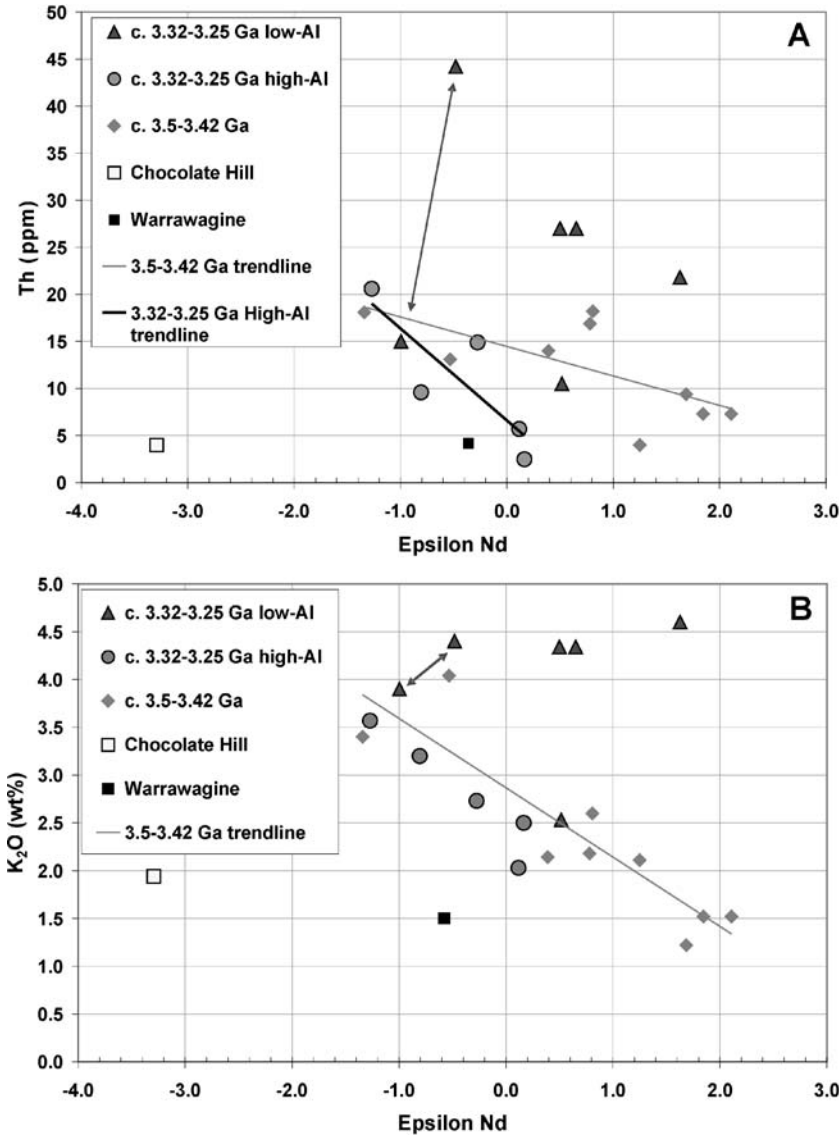 A
c. 3.32-3.25 Ga low-Al
c. 3.32-3.25 Ga high-Al
c. 3.5-3.42 Ga
Chocolate Hill
Warrawagine
3.5-3.42 Ga trendline
3.32-3.25 Ga High-Al
trendline
Th (ppm)
50
45
40
35
30
25
20
15
10
5
0
-4.0 -3.0 -2.0 -1.0 0.0 1.0 2.0 3.0
Epsilon Nd
B
c. 3.32-3.25 Ga low-Al
c. 3.32-3.25 Ga high-Al
c. 3.5-3.42 Ga
Chocolate Hill
Warrawagine
3.5-3.42 Ga trendline
K₂O (wt%)
5.0
4.5
4.0
3.5
3.0
2.5
2.0
1.5
1.0
0.5
0.0
-4.0 -3.0 -2.0 -1.0 0.0 1.0 2.0 3.0
Epsilon Nd